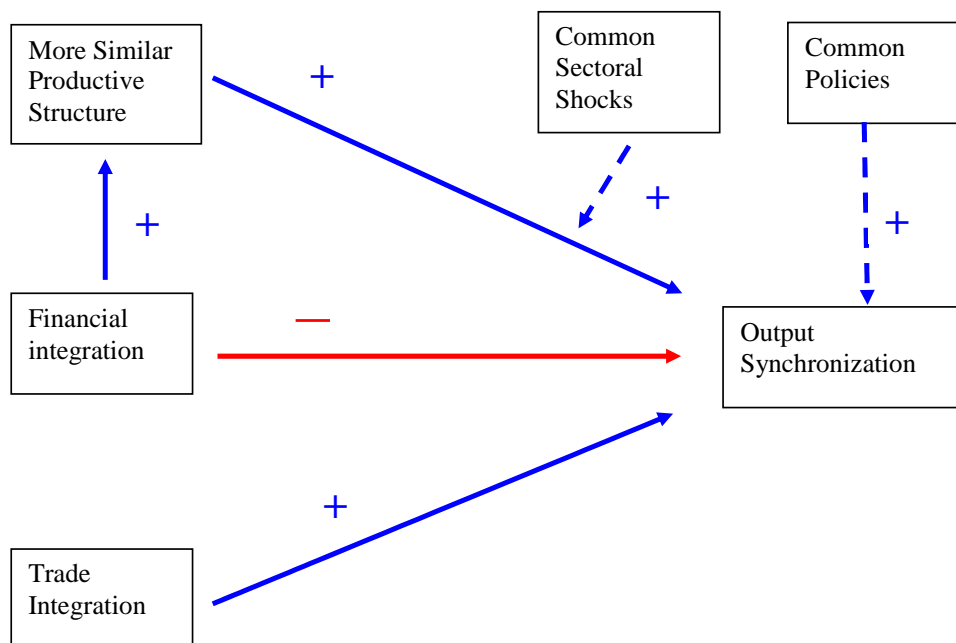 More Similar
Productive
Structure
+
Common
Sectoral
Shocks
Common
Policies
+
+
+
Financial
integration
—
Output
Synchronization
+
Trade
Integration